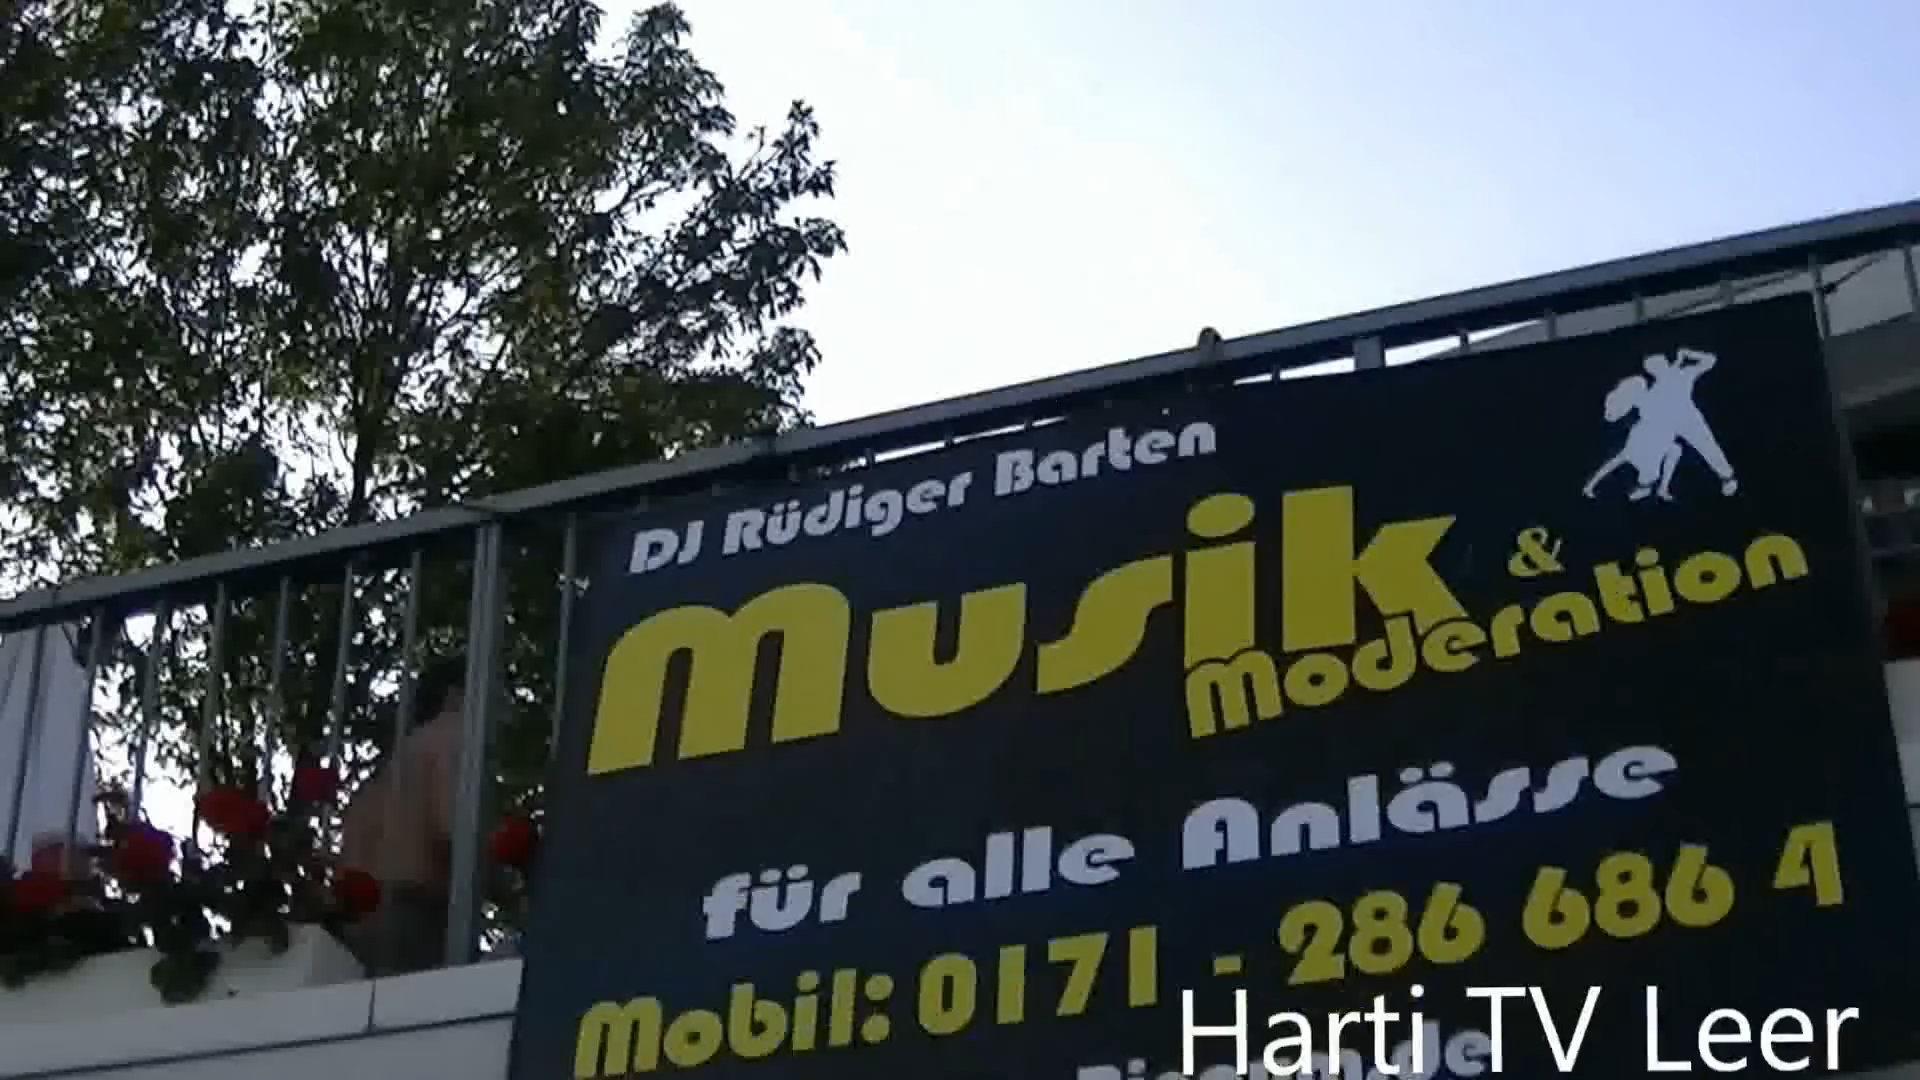 DJ Rüdiger Barten
Musik &
Moderation
für alle Anlässe
Mobil: 0171 - 286 686 4
Harti TV Leer